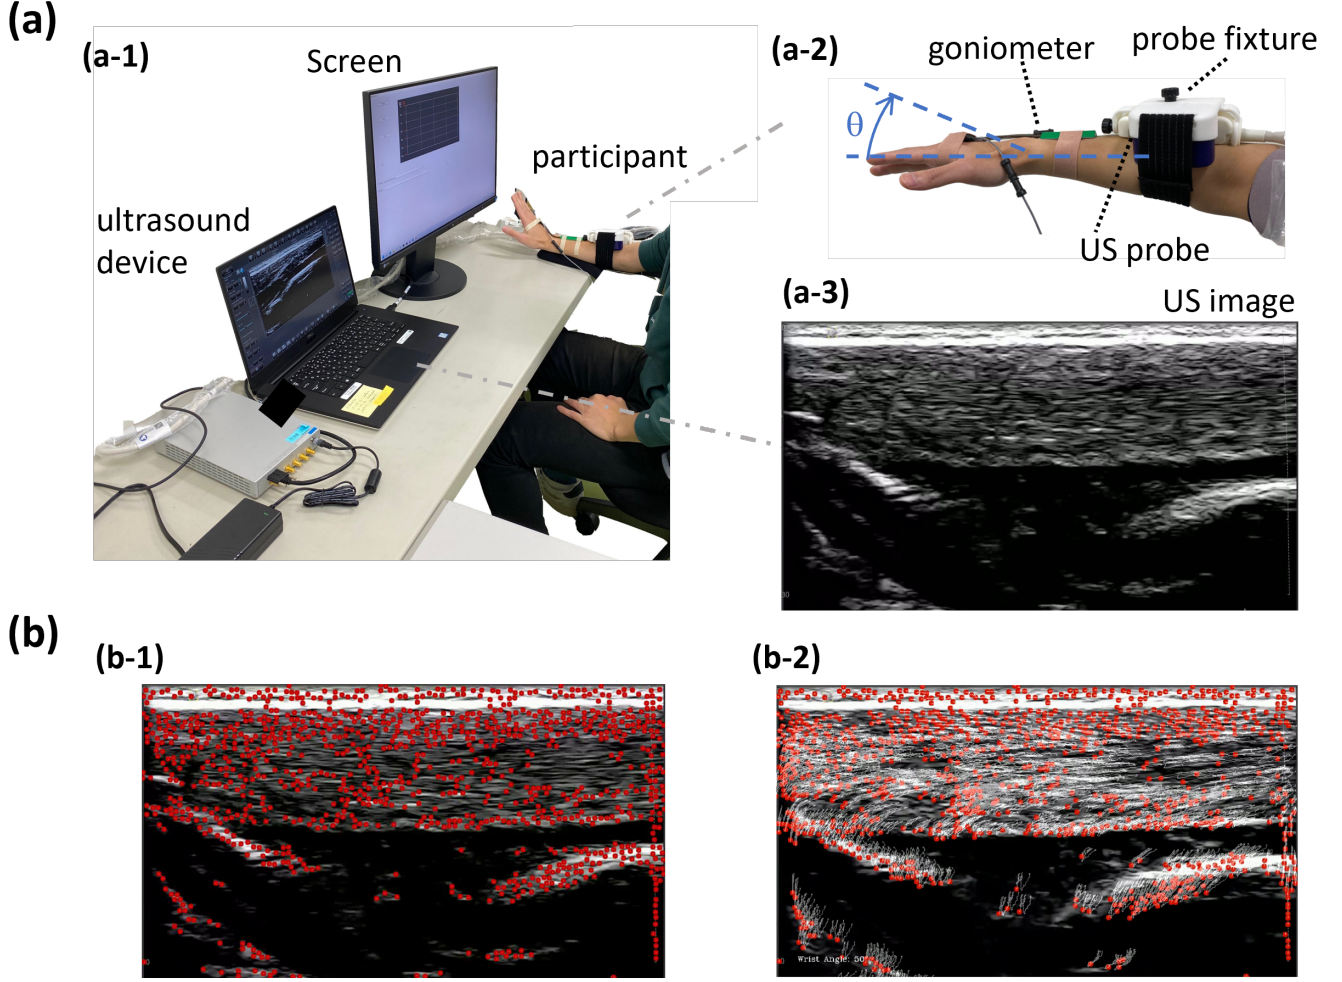 (a)
(a-1)
Screen
participant
ultrasound
device
(a-2)
goniometer
probe fixture
θ
US probe
(a-3)
US image
30
(b)
(b-1)
(b-2)
Wrist Angle: 50°